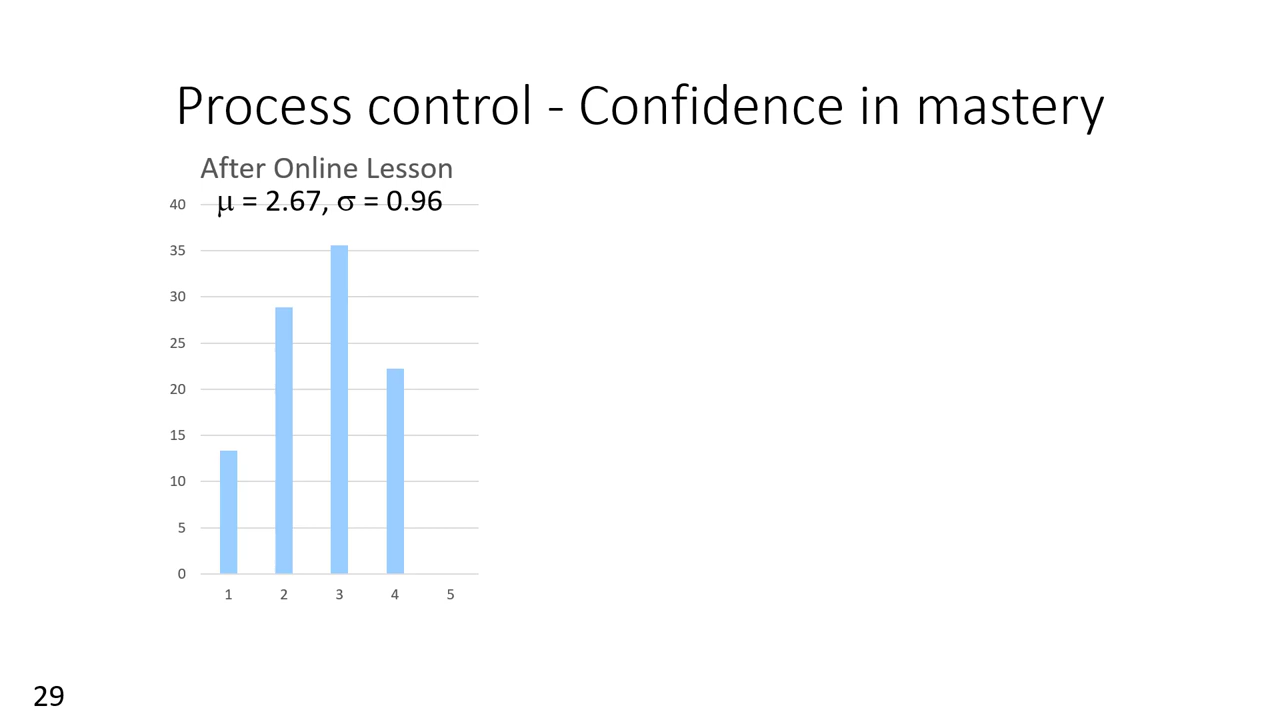 Process control - Confidence in mastery
After Online Lesson
μ = 2.67, σ = 0.96
40
35
30
25
20
15
10
5
0
1 2 3 4 5
29